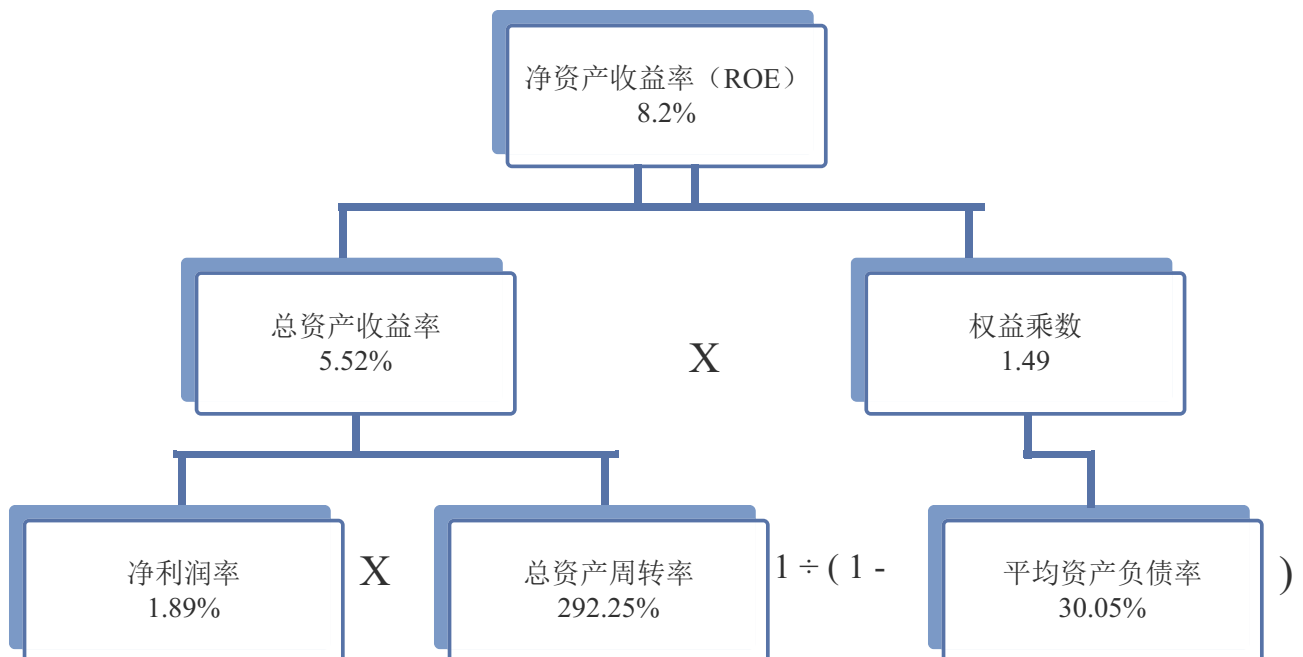 净资产收益率（ROE）
8.2%
总资产收益率
5.52%
X
权益乘数
1.49
净利润率
1.89%
X
总资产周转率
292.25%
1 ÷ ( 1 -
平均资产负债率
30.05%
)